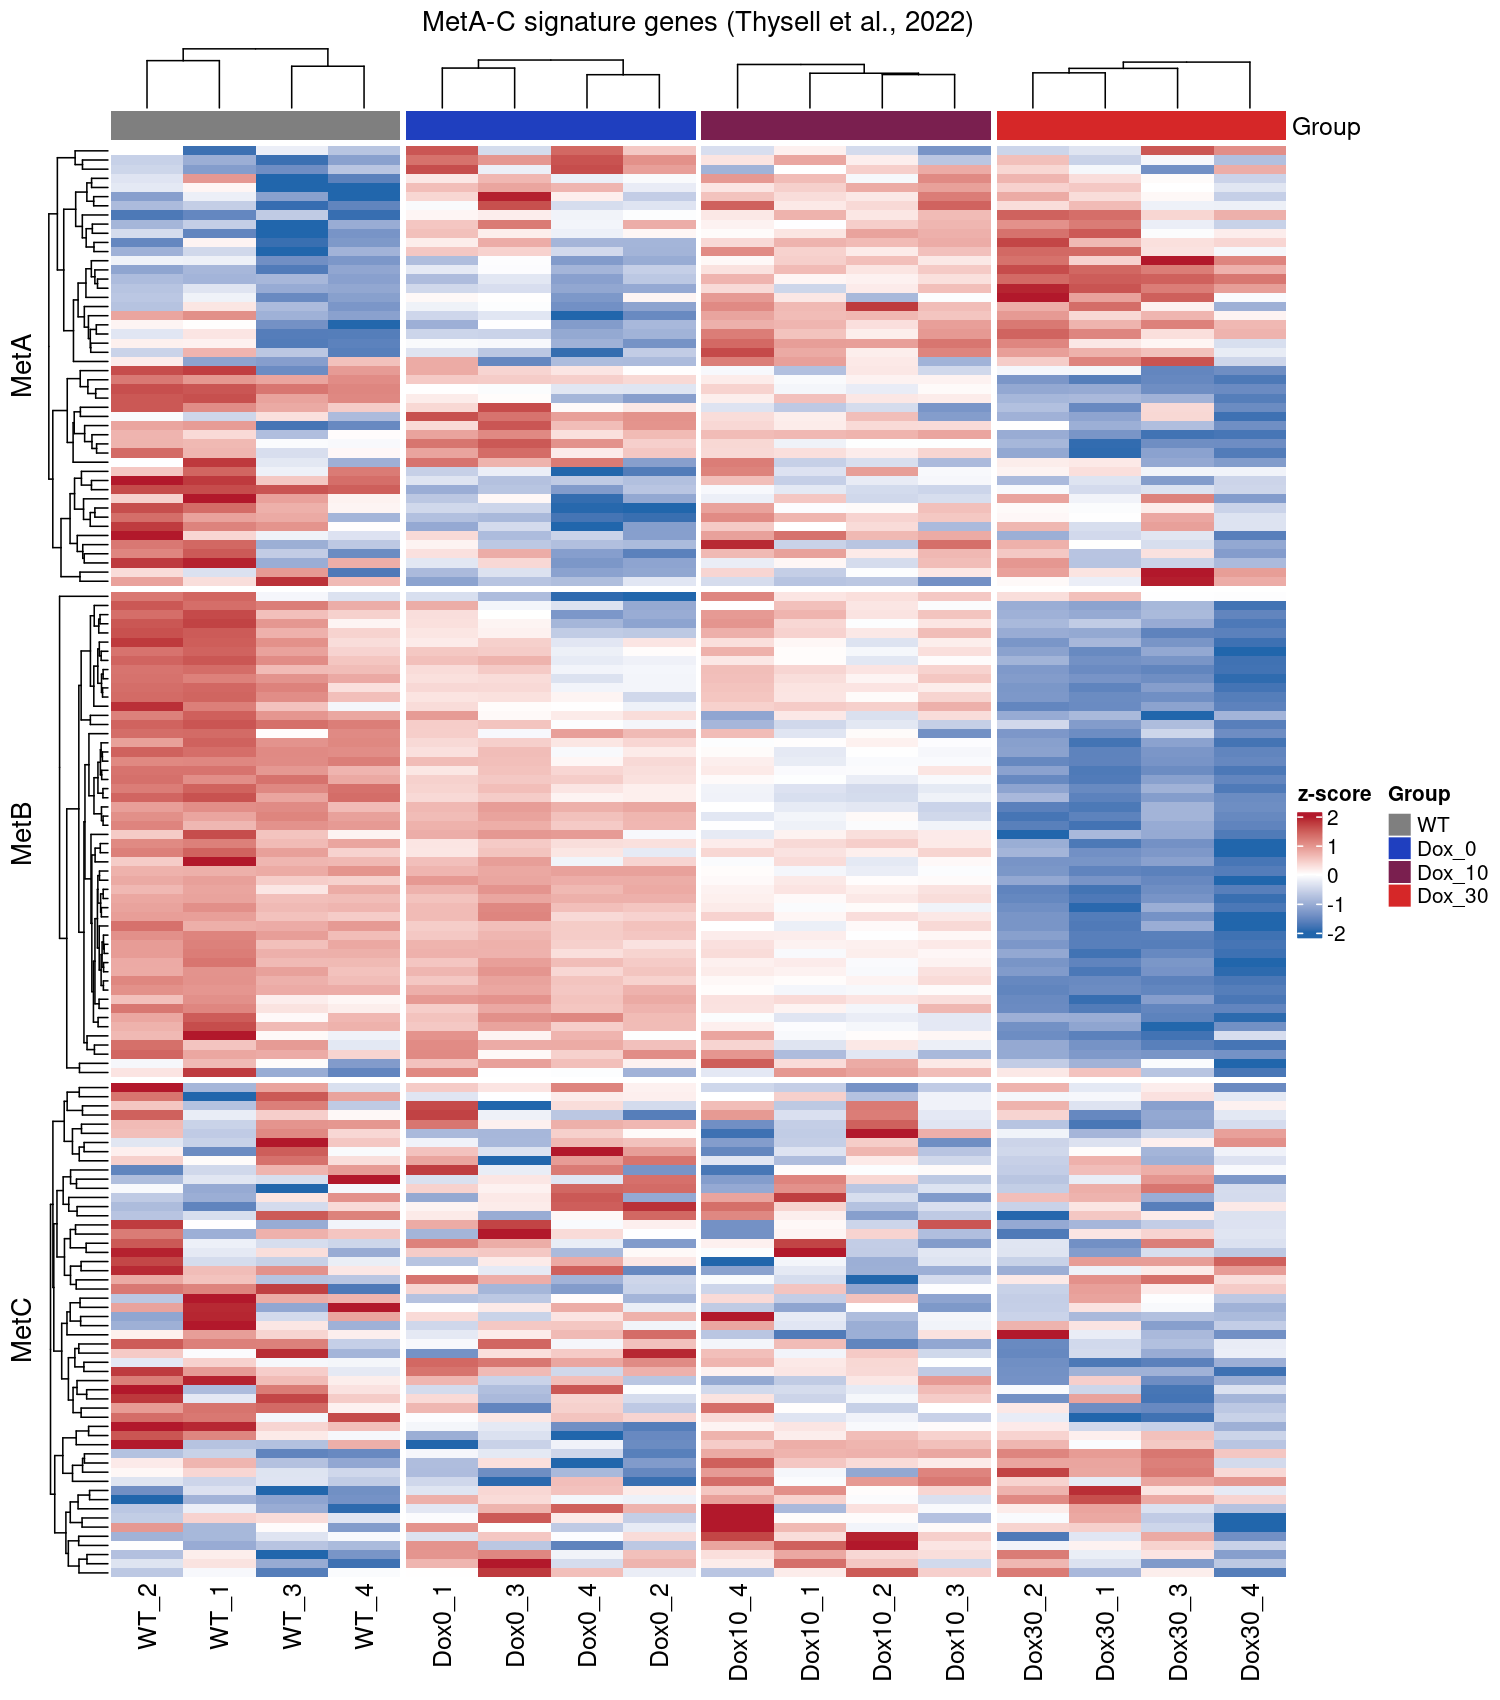 MetA-C signature genes (Thysell et al., 2022)
Group
MetA
MetB
MetC
z-score
2
1
0
-1
-2
Group
WT
Dox_0
Dox_10
Dox_30
WT_2
WT_1
WT_3
WT_4
Dox0_1
Dox0_3
Dox0_4
Dox0_2
Dox10_4
Dox10_1
Dox10_2
Dox10_3
Dox30_2
Dox30_1
Dox30_3
Dox30_4